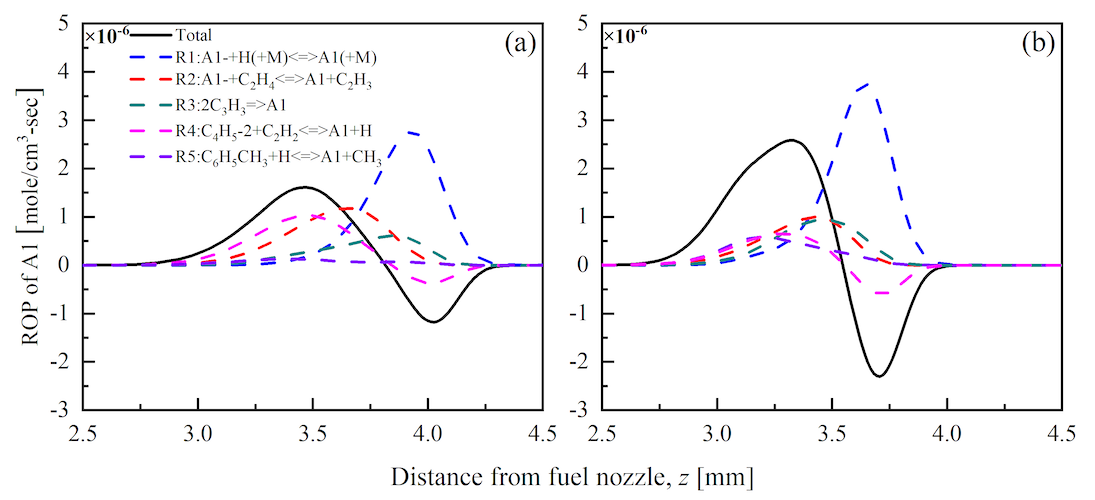 ×10⁻⁶
Total
R1:A1-+H(+M)<=>A1(+M)
R2:A1-+C₂H₄<=>A1+C₂H₃
R3:2C₃H₃=>A1
R4:C₄H₅-2+C₂H₂<=>A1+H
R5:C₆H₅CH₃+H<=>A1+CH₃
(a)
5
4
3
2
1
0
-1
-2
-3
2.5 3.0 3.5 4.0 4.5
ROP of A1 [mole/cm³-sec]
×10⁻⁶
(b)
5
4
3
2
1
0
-1
-2
-3
2.5 3.0 3.5 4.0 4.5
Distance from fuel nozzle, z [mm]